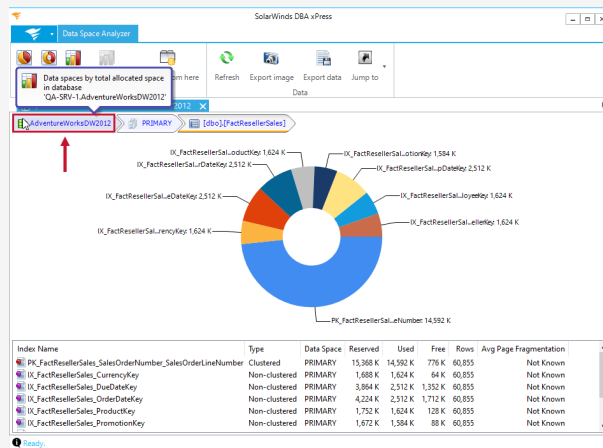 SolarWinds DBA xPress
Data Space Analyzer
om here
Refresh
Export image
Export data
Jump to
Data
Data spaces by total allocated space
in database
'QA-SRV-1.AdventureWorksDW2012'
2012
AdventureWorksDW2012
PRIMARY
[dbo].[FactResellerSales]
IX_FactResellerSal...oductKey: 1,624 K
IX_FactResellerSal...otionKey: 1,584 K
IX_FactResellerSal...rDateKey: 2,512 K
IX_FactResellerSal...pDateKey: 2,512 K
IX_FactResellerSal...eDateKey: 2,512 K
IX_FactResellerSal...loyeeKey: 1,624 K
IX_FactResellerSal...rencyKey: 1,624 K
IX_FactResellerSal...ellerKey: 1,624 K
PK_FactResellerSal...eNumber: 14,592 K
Index Name Type Data Space Reserved Used Free Rows Avg Page Fragmentation
PK_FactResellerSales_SalesOrderNumber_SalesOrderLineNumber Clustered PRIMARY 15,368 K 14,592 K 776 K 60,855 Not Known
IX_FactResellerSales_CurrencyKey Non-clustered PRIMARY 1,688 K 1,624 K 64 K 60,855 Not Known
IX_FactResellerSales_DueDateKey Non-clustered PRIMARY 3,864 K 2,512 K 1,352 K 60,855 Not Known
IX_FactResellerSales_OrderDateKey Non-clustered PRIMARY 4,224 K 2,512 K 1,712 K 60,855 Not Known
IX_FactResellerSales_ProductKey Non-clustered PRIMARY 1,752 K 1,624 K 128 K 60,855 Not Known
IX_FactResellerSales_PromotionKey Non-clustered PRIMARY 1,672 K 1,584 K 88 K 60,855 Not Known
Ready.